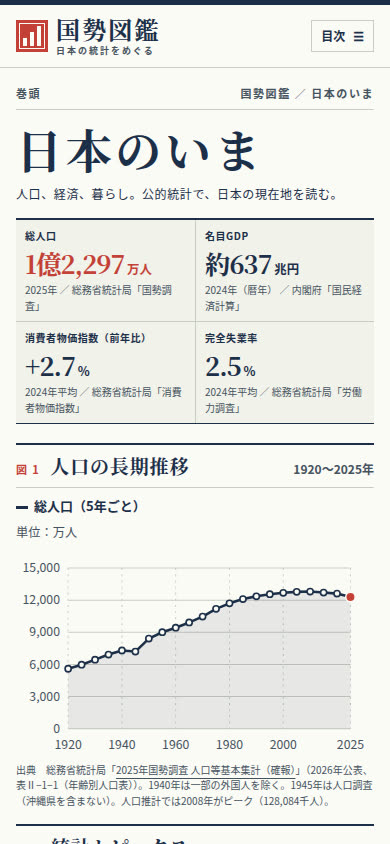 国勢図鑑
日本の統計をめぐる
目次 ☰
巻頭
国勢図鑑 ／ 日本のいま
日本のいま
人口、経済、暮らし。公的統計で、日本の現在地を読む。
総人口
1億2,297万人
2025年 ／ 総務省統計局「国勢調
査」
名目GDP
約637兆円
2024年（暦年） ／ 内閣府「国民経
済計算」
消費者物価指数（前年比）
+2.7%
2024年平均 ／ 総務省統計局「消費
者物価指数」
完全失業率
2.5%
2024年平均 ／ 総務省統計局「労働
力調査」
図 1 人口の長期推移 1920〜2025年
総人口（5年ごと）
単位：万人
15,000
12,000
9,000
6,000
3,000
0
1920 1940 1960 1980 2000 2025
出典 総務省統計局「2025年国勢調査 人口等基本集計（確報）」（2026年公表、
表Ⅱ−1−1（年齢別人口表））。1940年は一部の外国人を除く。1945年は人口調査
（沖縄県を含まない）。人口推計では2008年がピーク（128,084千人）。